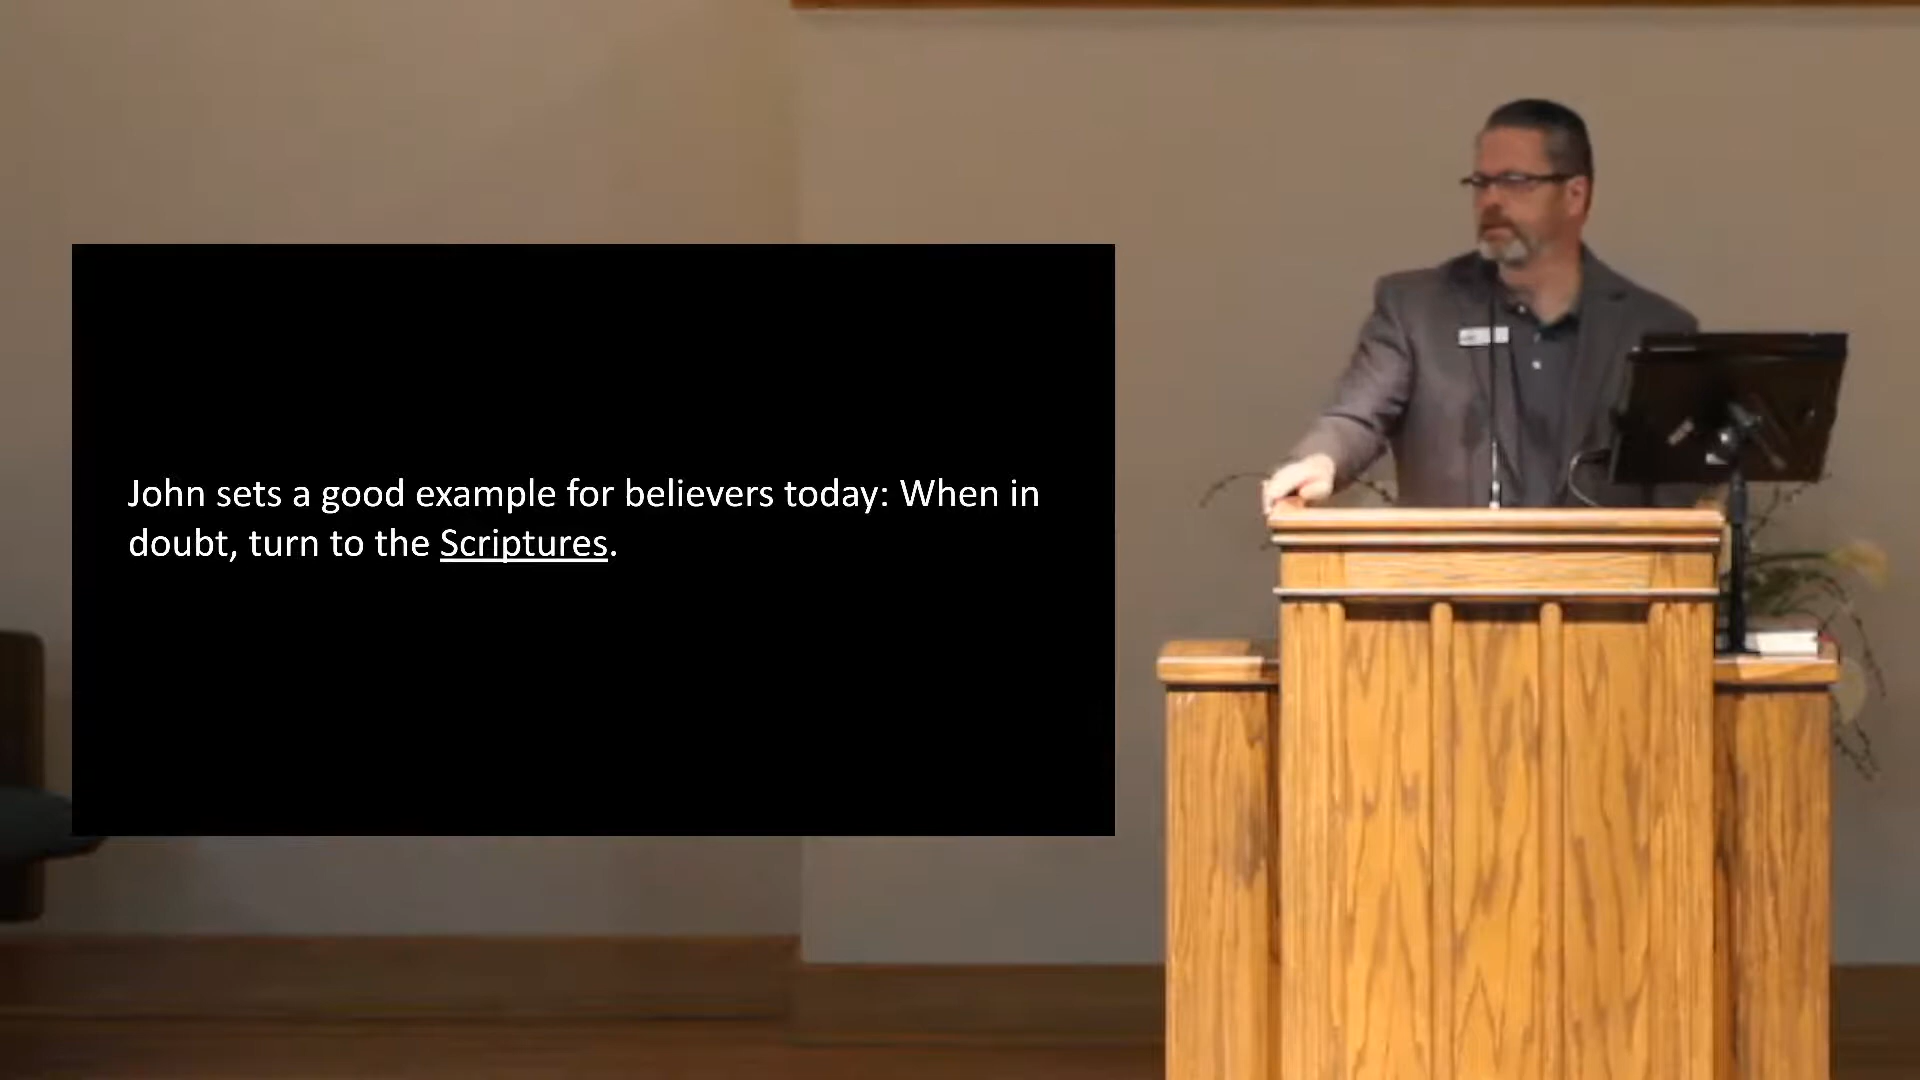 John sets a good example for believers today: When in
doubt, turn to the Scriptures.